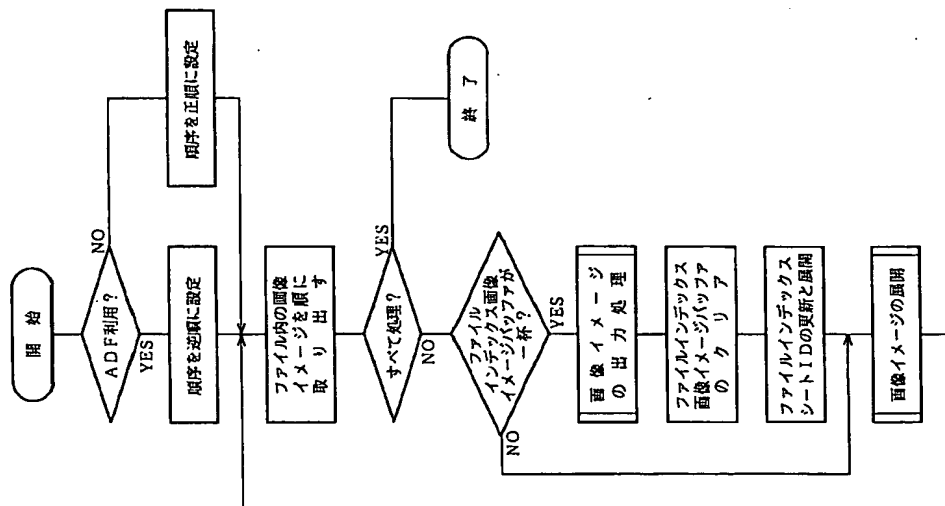 開始
ADF利用?
NO
YES
順序を逆順に設定
順序を正順に設定
ファイル内の画像
イメージを順に
取り出す
すべて処理?
YES
NO
終了
ファイル
インデックス画像
イメージバッファが
一杯?
NO
YES
画像イメージ
の出力処理
ファイルインデックス
画像イメージバッファ
のクリア
ファイルインデックス
シートIDの更新と展開
画像イメージの展開